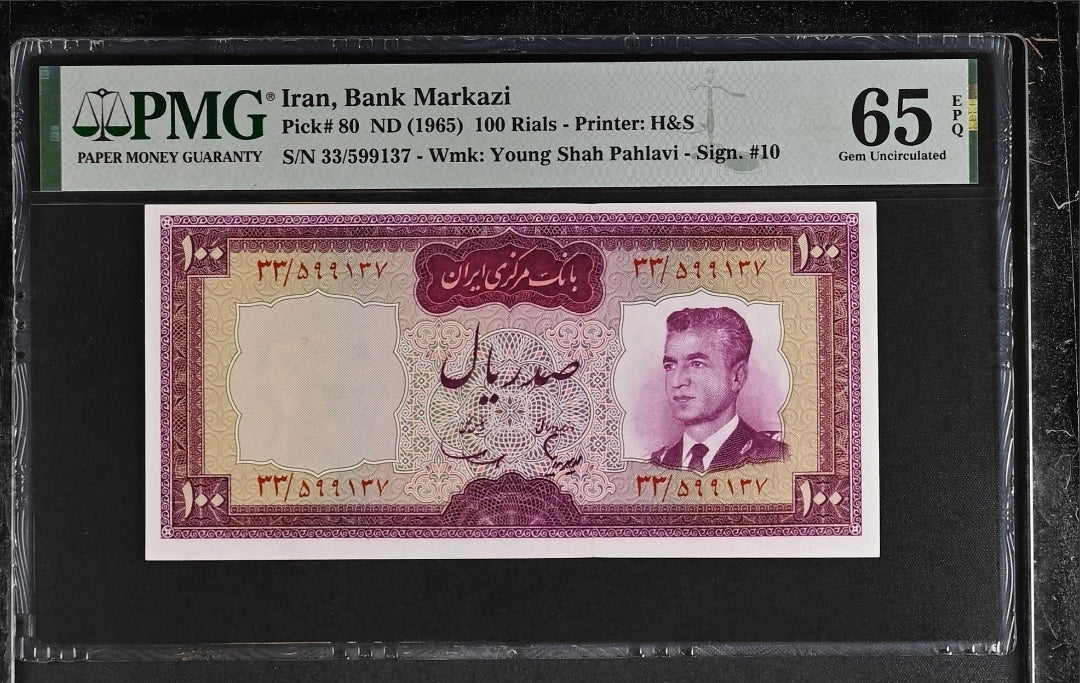 PMG®
PAPER MONEY GUARANTY
Iran, Bank Markazi
Pick# 80 ND (1965) 100 Rials - Printer: H&S
S/N 33/599137 - Wmk: Young Shah Pahlavi - Sign. #10
65
EPQ
Gem Uncirculated
۱۰۰
۱۰۰
بانک مرکزی ایران
۳۳/۵۹۹۱۳۷
۳۳/۵۹۹۱۳۷
صد ریال
۳۳/۵۹۹۱۳۷
۳۳/۵۹۹۱۳۷
۱۰۰
۱۰۰